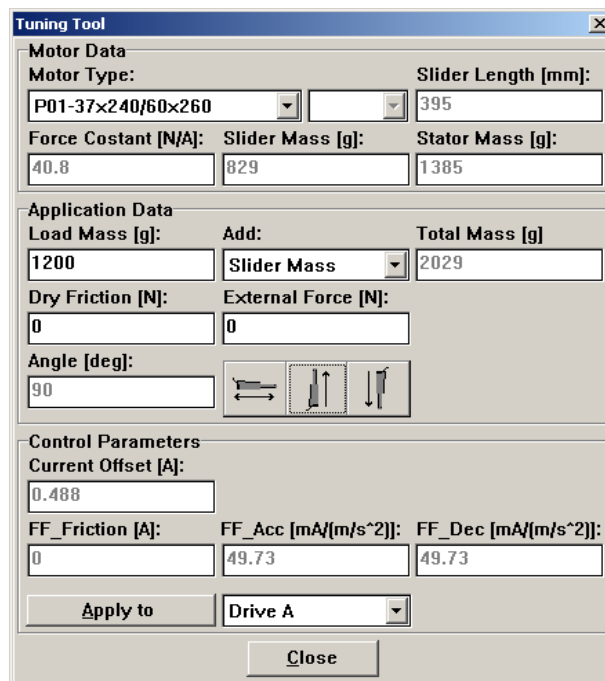 Tuning Tool
Motor Data
Motor Type: Slider Length [mm]:
P01-37x240/60x260 395
Force Costant [N/A]: Slider Mass [g]: Stator Mass [g]:
40.8 829 1385
Application Data
Load Mass [g]: Add: Total Mass [g]
1200 Slider Mass 2029
Dry Friction [N]: External Force [N]:
0 0
Angle [deg]:
90
Control Parameters
Current Offset [A]:
0.488
FF_Friction [A]: FF_Acc [mA/(m/s^2)]: FF_Dec [mA/(m/s^2)]:
0 49.73 49.73
Apply to Drive A
Close